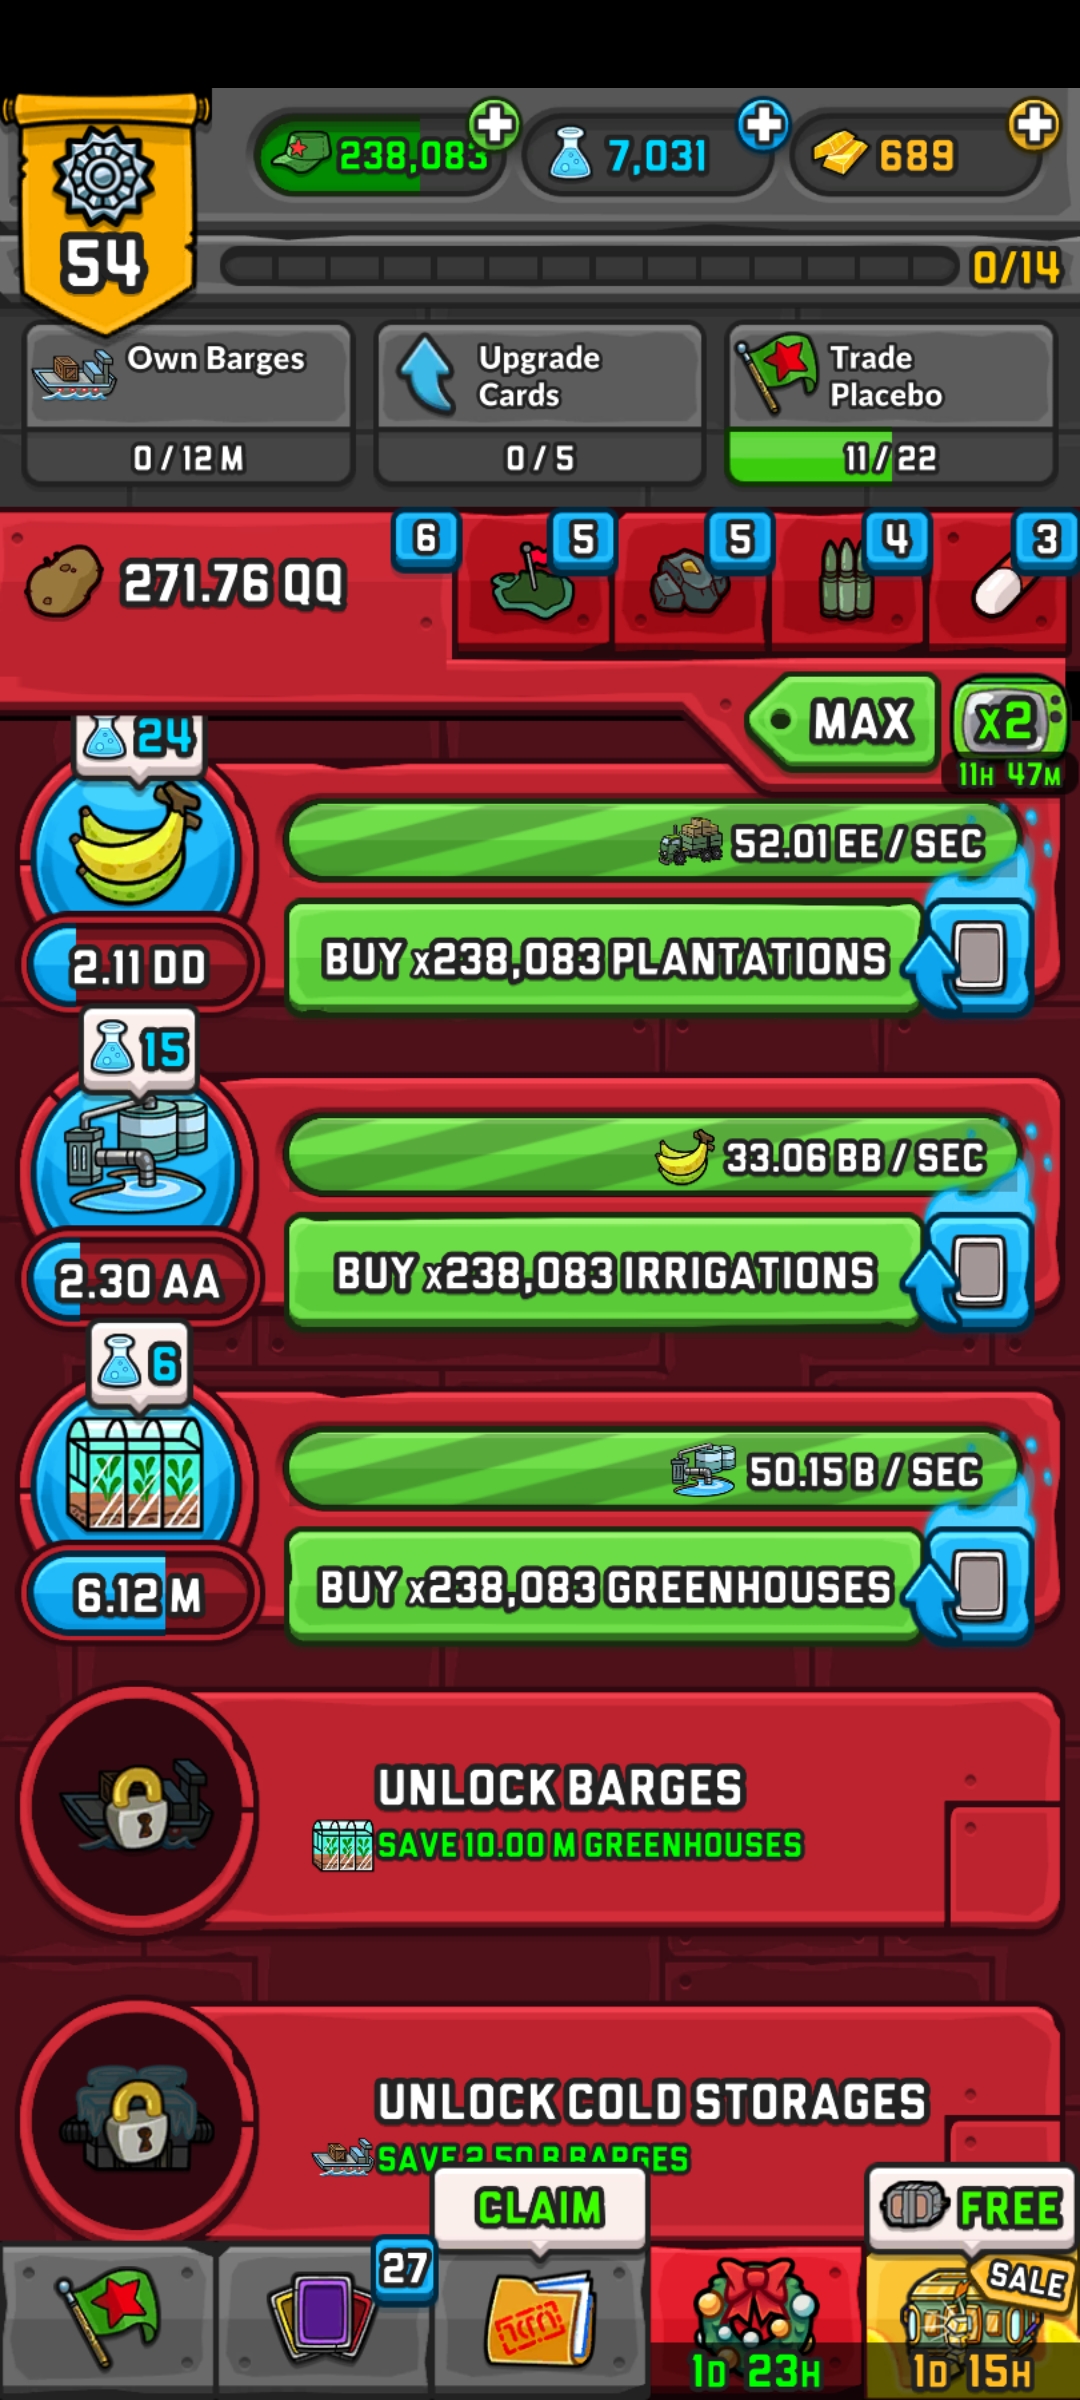 238,083
7,031
689
54
0/14
Own Barges
0 / 12 M
Upgrade
Cards
0 / 5
Trade
Placebo
11 / 22
271.76 QQ
6
5
5
4
3
MAX
x2
11H 47M
24
52.01 EE / SEC
2.11 DD
BUY x238,083 PLANTATIONS
15
33.06 BB / SEC
2.30 AA
BUY x238,083 IRRIGATIONS
6
50.15 B / SEC
6.12 M
BUY x238,083 GREENHOUSES
UNLOCK BARGES
SAVE 10.00 M GREENHOUSES
UNLOCK COLD STORAGES
SAVE 2.50 B BARGES
CLAIM
FREE
27
SALE
1D 23H
1D 15H